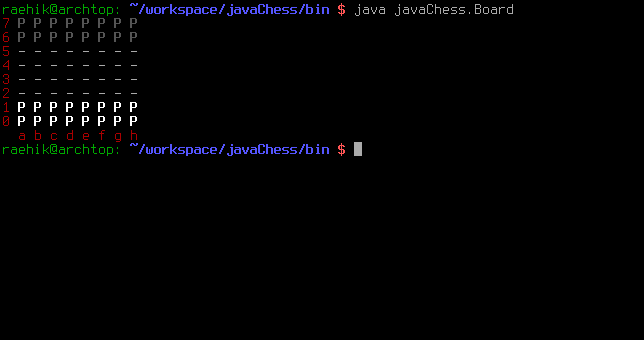 raehik@archtop: ~/workspace/javaChess/bin $ java javaChess.Board
7 P P P P P P P P
6 P P P P P P P P
5 - - - - - - - -
4 - - - - - - - -
3 - - - - - - - -
2 - - - - - - - -
1 P P P P P P P P
0 P P P P P P P P
a b c d e f g h
raehik@archtop: ~/workspace/javaChess/bin $